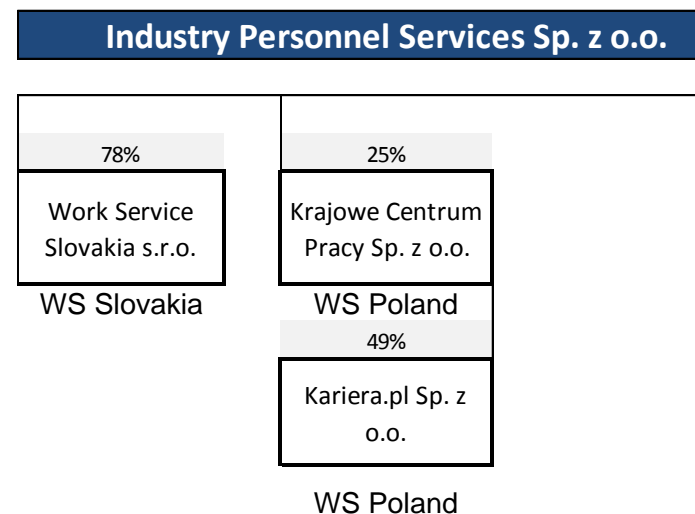 Industry Personnel Services Sp. z o.o.
78%
25%
Work Service
Slovakia s.r.o.
Krajowe Centrum
Pracy Sp. z o.o.
WS Slovakia
WS Poland
49%
Kariera.pl Sp. z
o.o.
WS Poland